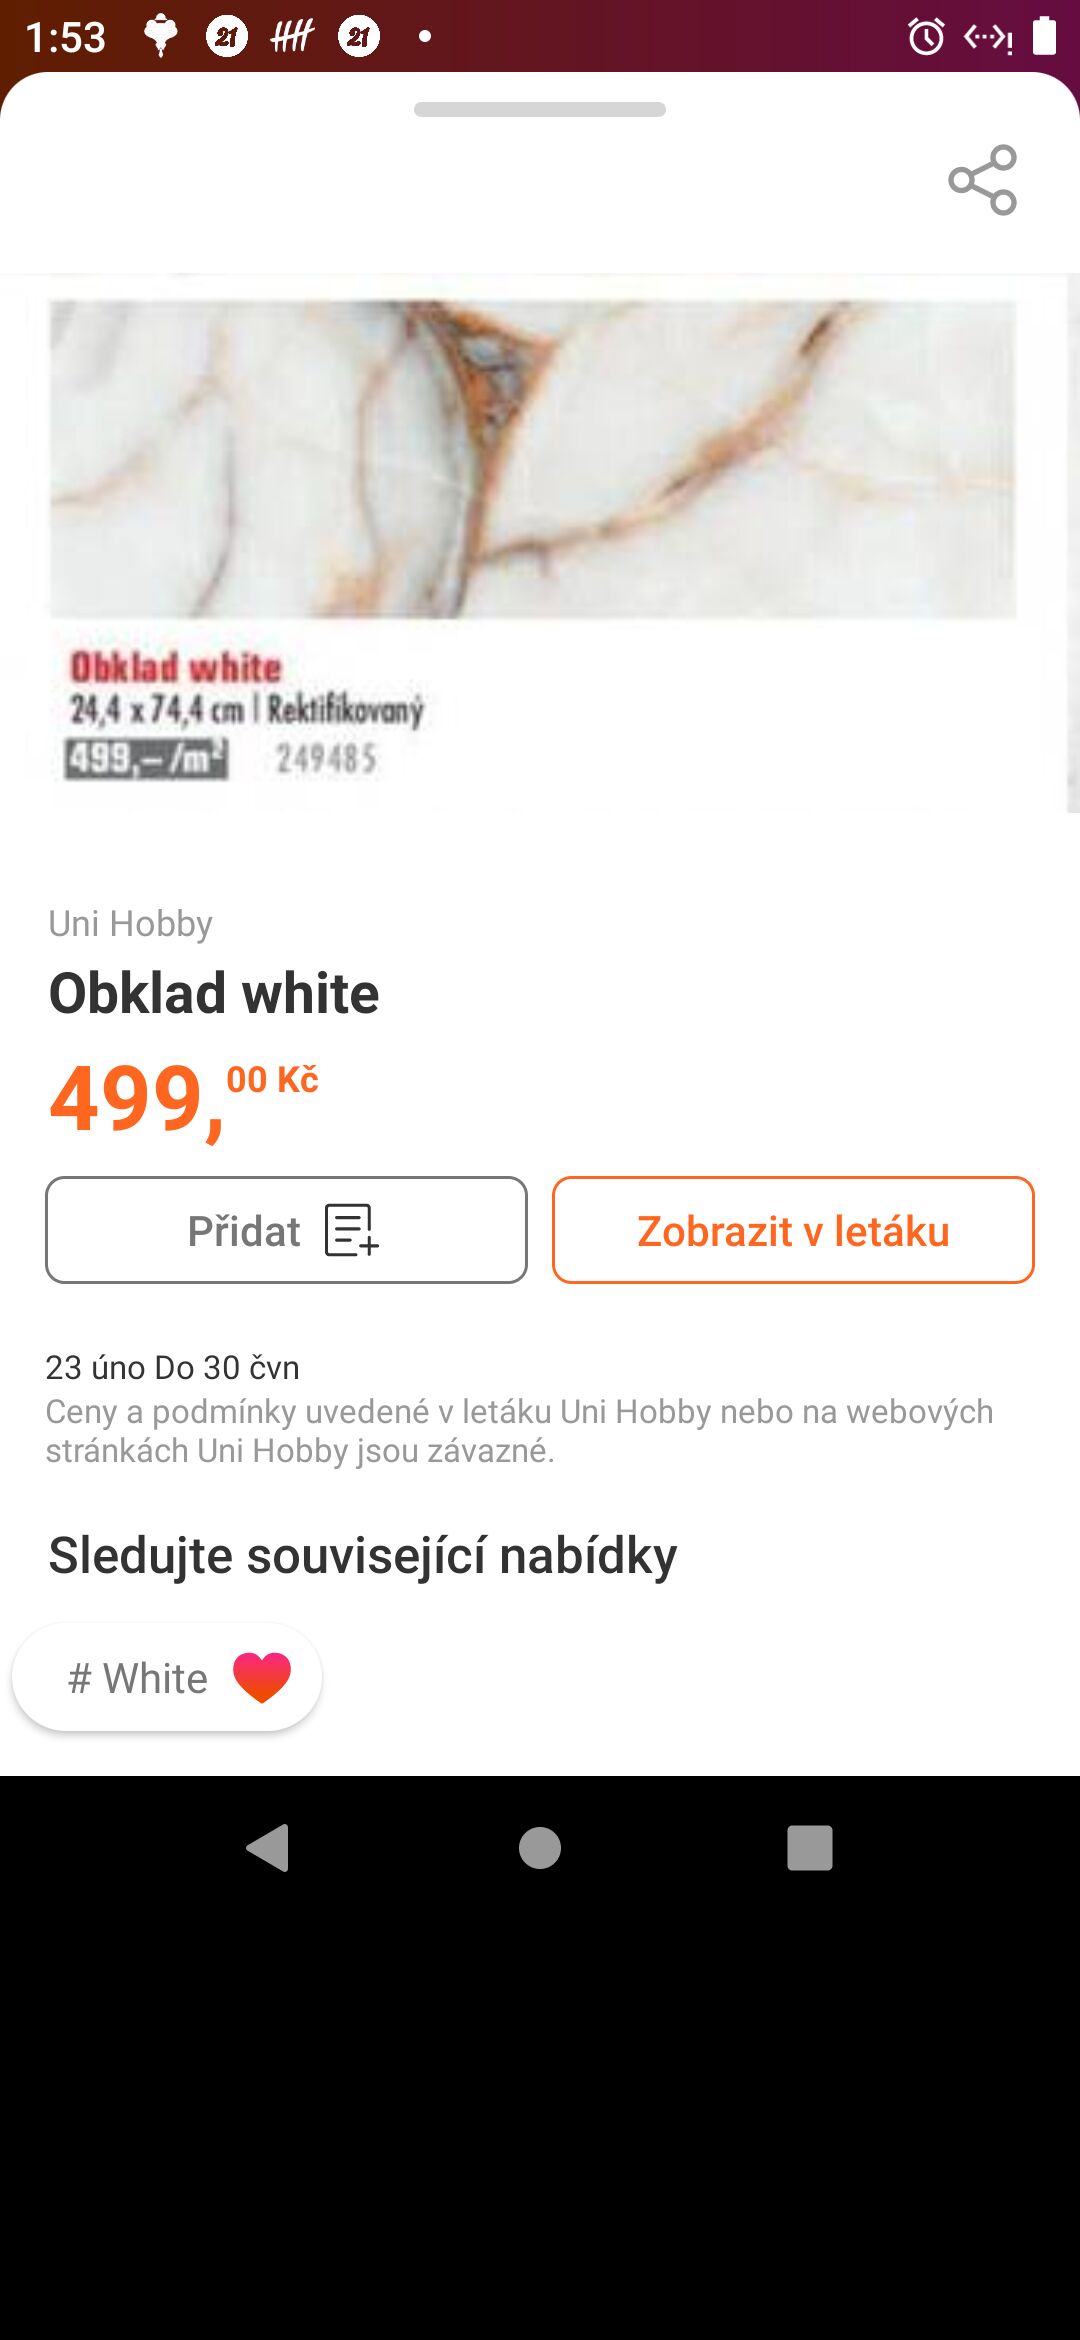 1:53
21
21
Obklad white
24,4 x 74,4 cm | Rektifikovaný
499,– /m²  249485
Uni Hobby
Obklad white
499,00 Kč
Přidat
Zobrazit v letáku
23 úno Do 30 čvn
Ceny a podmínky uvedené v letáku Uni Hobby nebo na webových
stránkách Uni Hobby jsou závazné.
Sledujte související nabídky
# White